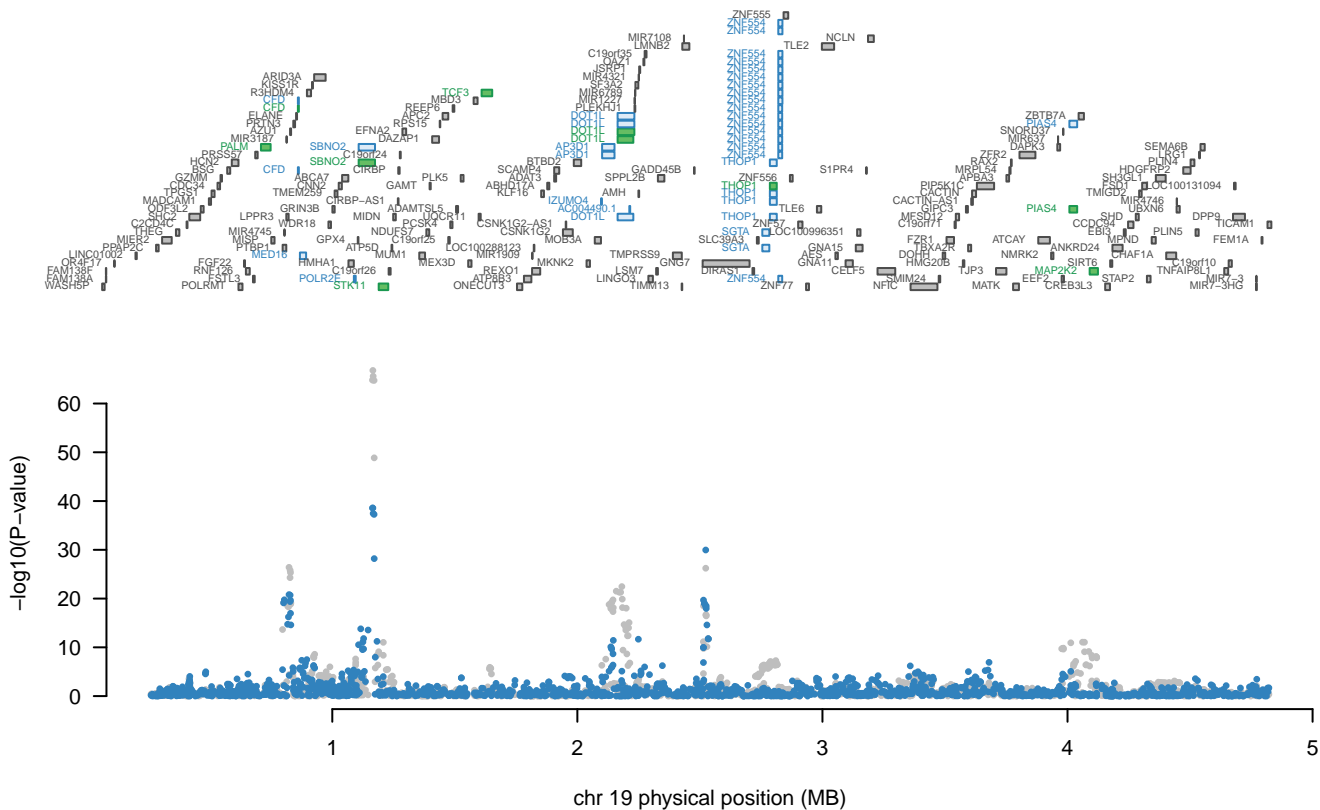 ZNF555
ZNF554
ZNF554
MIR7108 NCLN
LMNB2 TLE2
C19orf35 ZNF554
OAZ1 ZNF554
JSRP1 ZNF554
ARID3A MIR4321 ZNF554
KISS1R SF3A2 ZNF554
R3HDM4 TCF3 MIR6789 ZNF554
CFD MBD3 MIR1227 ZNF554
CFD REEP6 PLEKHJ1 ZNF554
ELANE APC2 DOT1L ZNF554 ZBTB7A
PRTN3 RPS15 DOT1L ZNF554 PIAS4
AZU1 EFNA2 DOT1L ZNF554 SNORD37
MIR3187 DAZAP1 DOT1L ZNF554 MIR637
PALM SBNO2 AP3D1 ZNF554 DAPK3 SEMA6B
PRSS57 C19orf24 AP3D1 ZNF554 ZFR2 LRG1
HCN2 SBNO2 BTBD2 THOP1 RAX2 PLIN4
BSG CFD CIRBP SCAMP4 GADD45B S1PR4 MRPL54 HDGFRP2
GZMM ABCA7 PLK5 ADAT3 SPPL2B ZNF556 APBA3 SH3GL1
CDC34 CNN2 GAMT ABHD17A THOP1 PIP5K1C FSD1 LOC100131094
TPGS1 TMEM259 KLF16 AMH THOP1 CACTIN TMIGD2
MADCAM1 CIRBP-AS1 IZUMO4 THOP1 CACTIN-AS1 MIR4746
ODF3L2 GRIN3B ADAMTSL5 AC004490.1 TLE6 GIPC3 PIAS4 UBXN6
SHC2 LPPR3 MIDN UQCR11 DOT1L THOP1 MFSD12 SHD DPP9
C2CD4C WDR18 PCSK4 CSNK1G2-AS1 ZNF57 C19orf71 CCDC94 TICAM1
THEG MIR4745 NDUFS7 CSNK1G2 SGTA LOC100996351 EBI3 PLIN5
MIER2 MISP GPX4 C19orf25 MOB3A SLC39A3 FZR1 ATCAY MPND FEM1A
PPAP2C PTBP1 ATP5D LOC100288123 SGTA GNA15 TBXA2R ANKRD24
LINC01002 MED16 MUM1 MIR1909 TMPRSS9 AES DOHH NMRK2 CHAF1A
OR4F17 FGF22 HMHA1 MEX3D MKNK2 GNG7 GNA11 HMG20B SIRT6 C19orf10
FAM138A RNF126 C19orf26 REXO1 LSM7 DIRAS1 CELF5 TJP3 MAP2K2 TNFAIP8L1
FAM138F FSTL3 POLR2E ATP8B3 LINGO3 ZNF554 SMIM24 EEF2 STAP2 MIR7-3
WASH5P POLRMT STK11 ONECUT3 TIMM13 ZNF77 NFIC MATK CREB3L3 MIR7-3HG
60
50
40
30
20
10
0
−log10(P−value)
1 2 3 4 5
chr 19 physical position (MB)